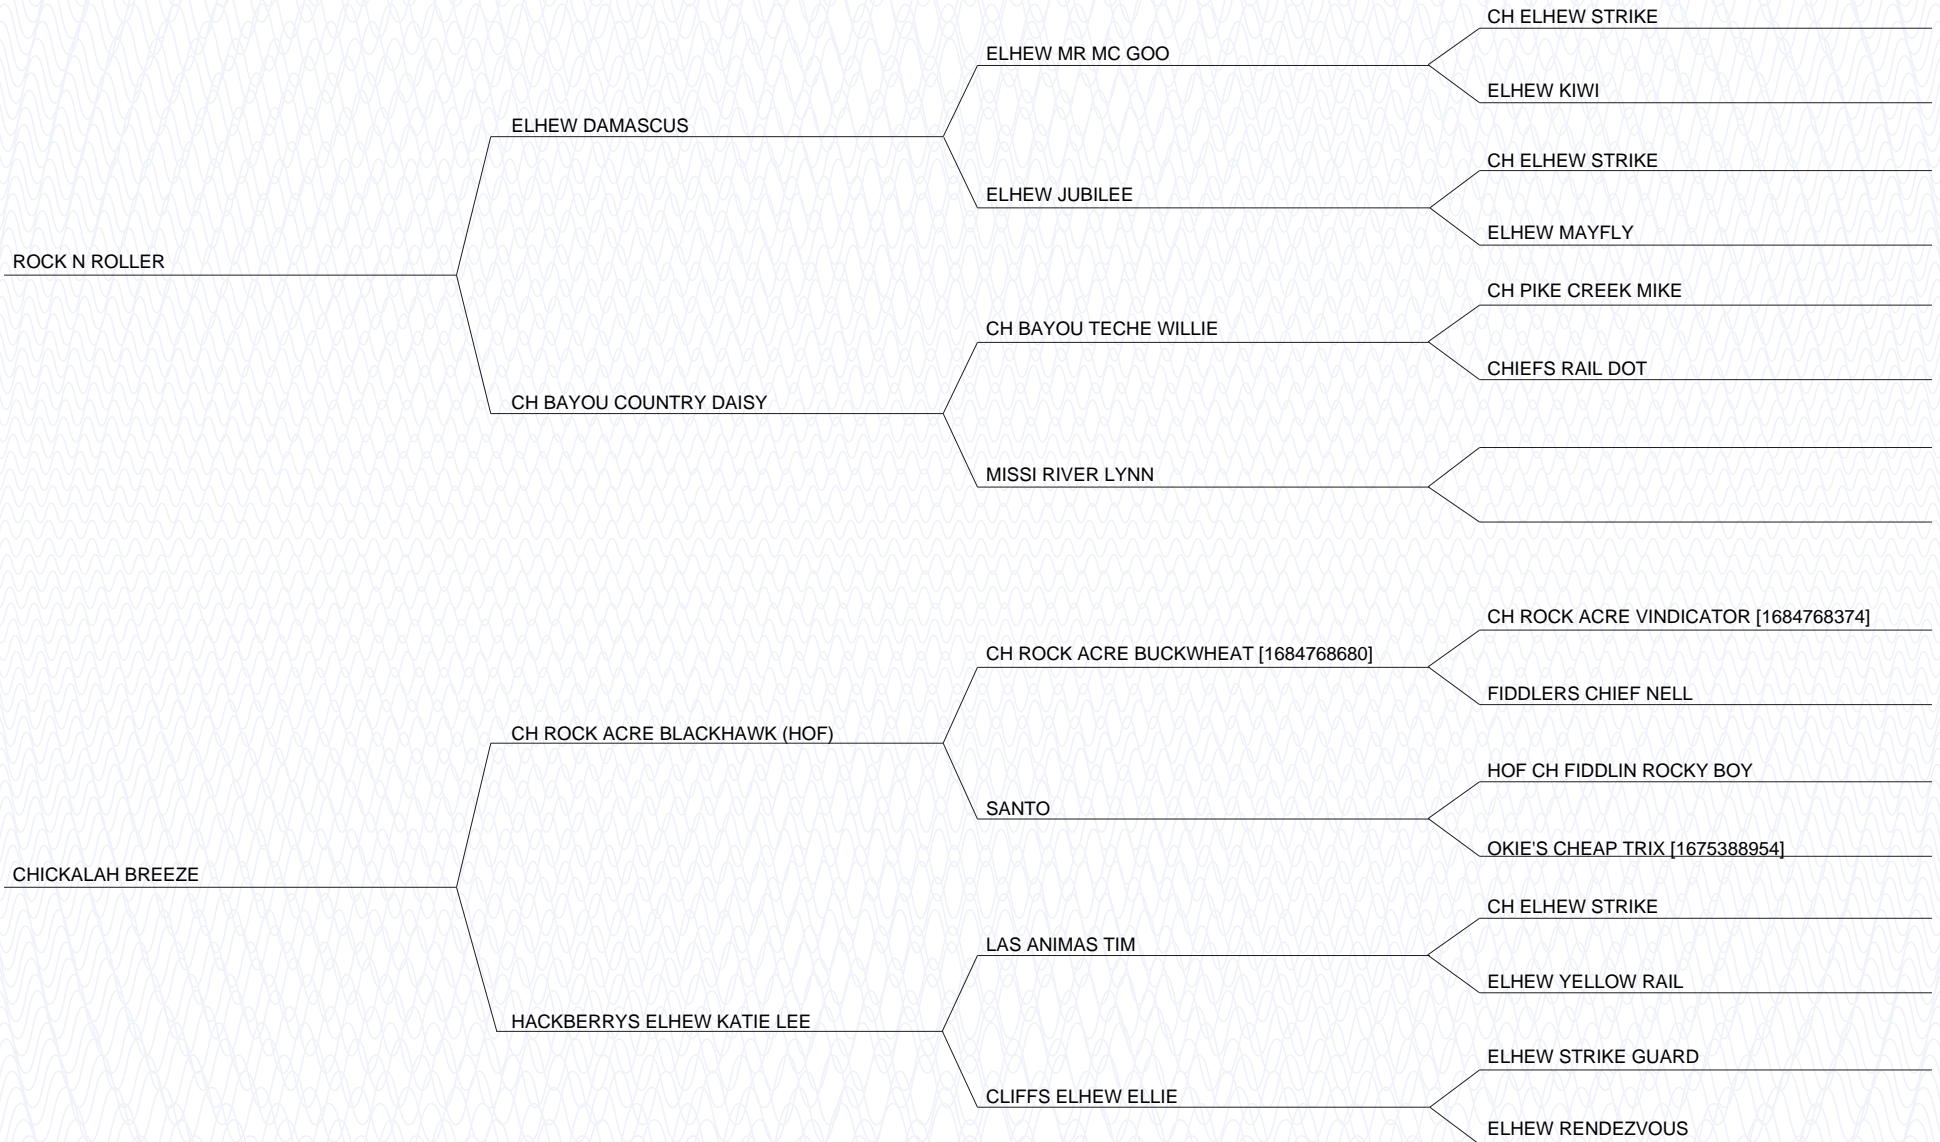 CH ELHEW STRIKE
ELHEW MR MC GOO
ELHEW KIWI
ELHEW DAMASCUS
CH ELHEW STRIKE
ELHEW JUBILEE
ELHEW MAYFLY
ROCK N ROLLER
CH PIKE CREEK MIKE
CH BAYOU TECHE WILLIE
CHIEFS RAIL DOT
CH BAYOU COUNTRY DAISY
MISSI RIVER LYNN
CH ROCK ACRE VINDICATOR [1684768374]
CH ROCK ACRE BUCKWHEAT [1684768680]
FIDDLERS CHIEF NELL
CH ROCK ACRE BLACKHAWK (HOF)
HOF CH FIDDLIN ROCKY BOY
SANTO
OKIE'S CHEAP TRIX [1675388954]
CHICKALAH BREEZE
CH ELHEW STRIKE
LAS ANIMAS TIM
ELHEW YELLOW RAIL
HACKBERRYS ELHEW KATIE LEE
ELHEW STRIKE GUARD
CLIFFS ELHEW ELLIE
ELHEW RENDEZVOUS